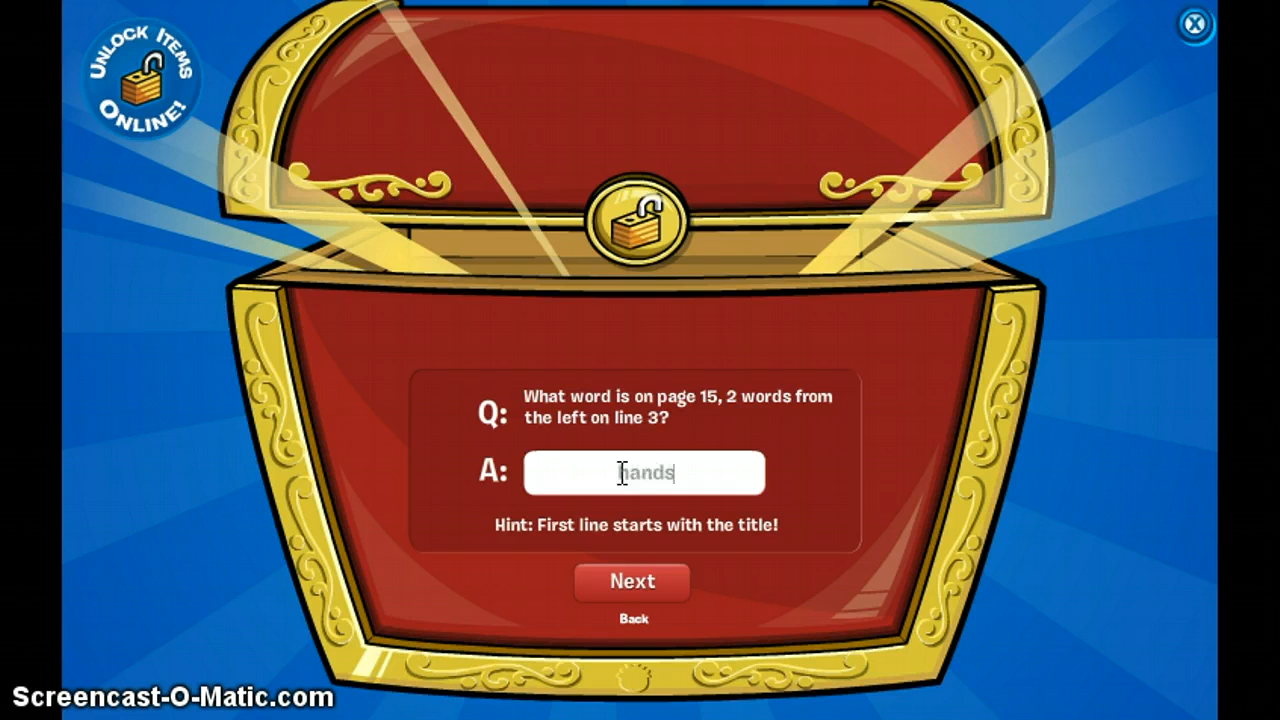 UNLOCK ITEMS
ONLINE!
X
Q: What word is on page 15, 2 words from
the left on line 3?
A: hands
Hint: First line starts with the title!
Next
Back
Screencast-O-Matic.com